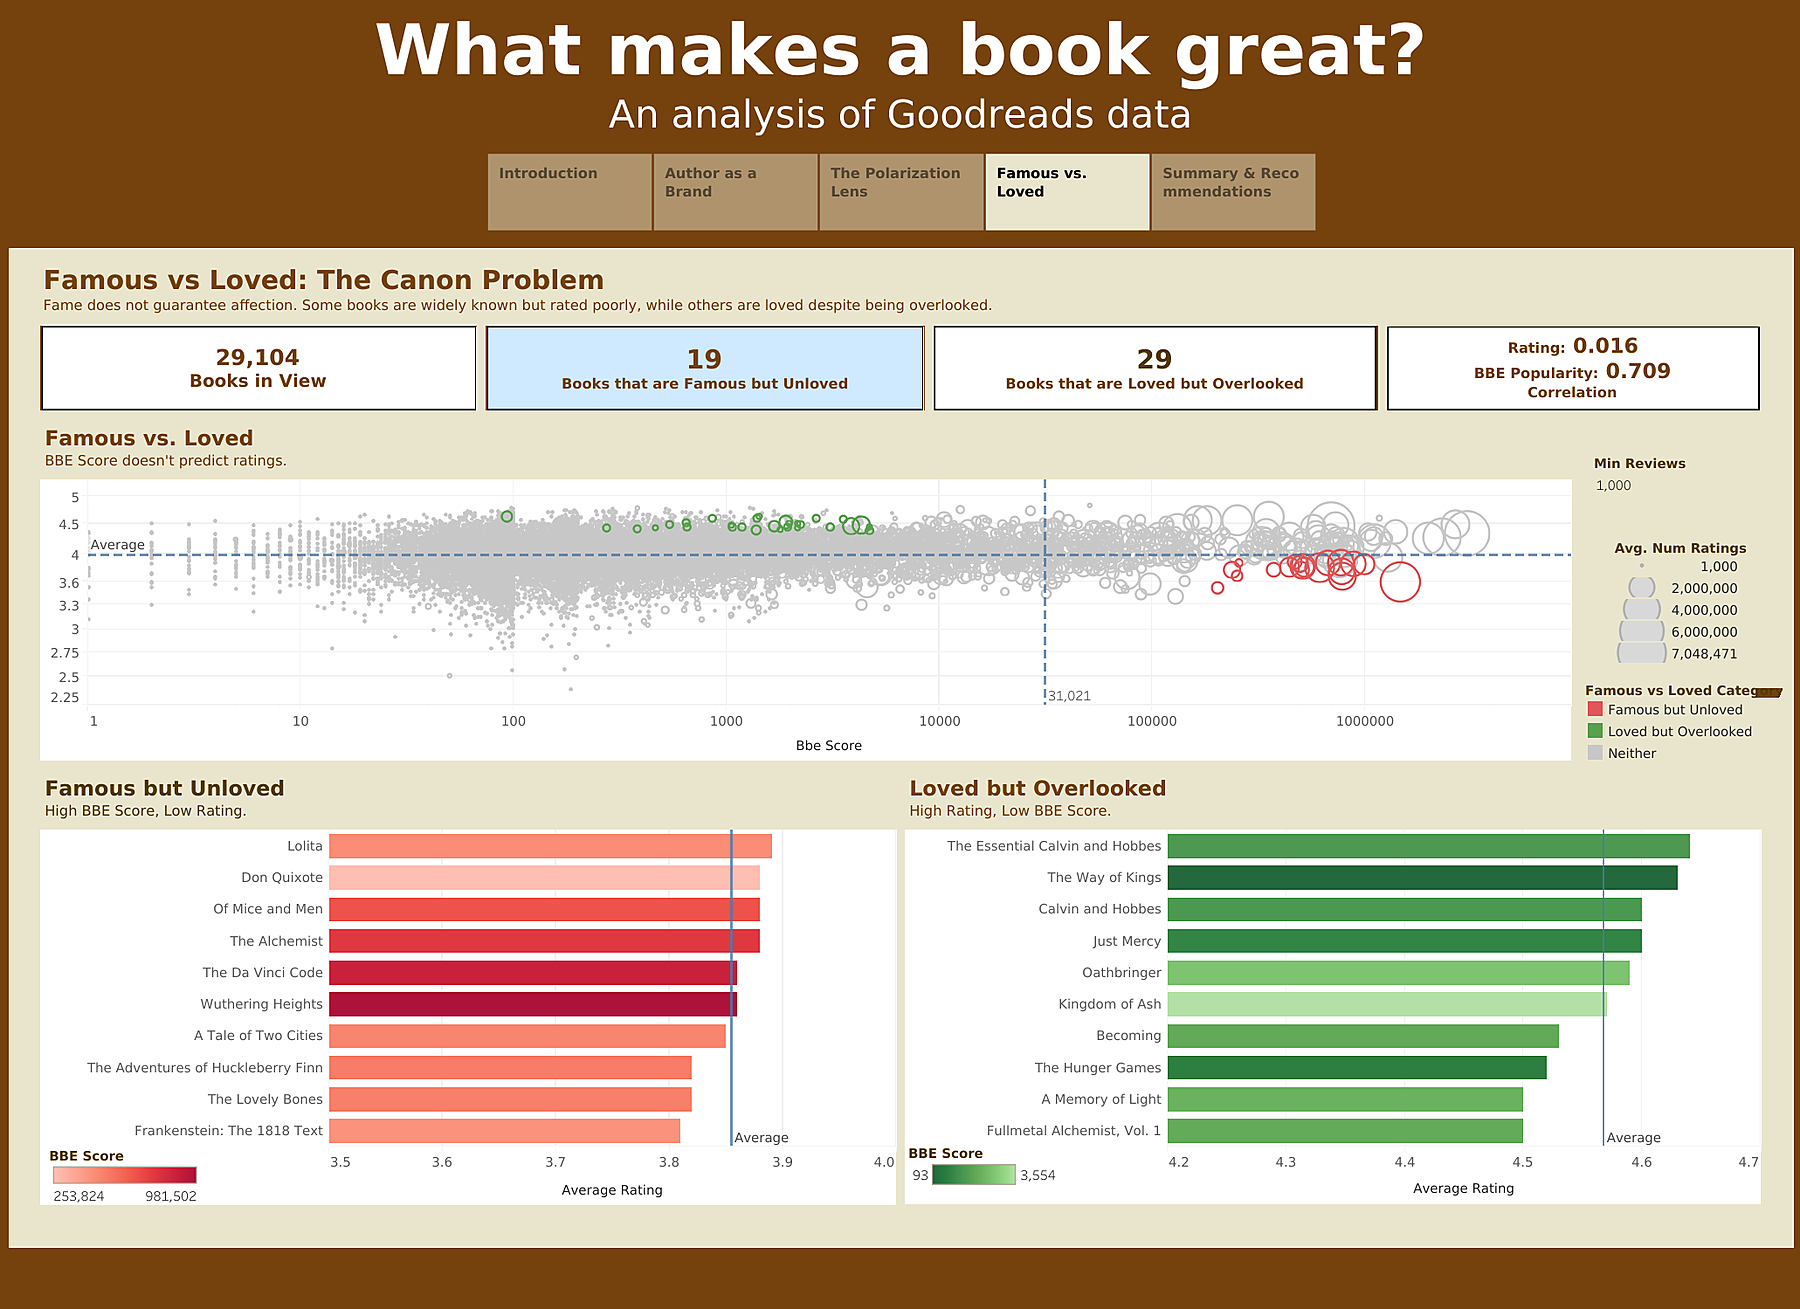 What makes a book great?
An analysis of Goodreads data
Introduction
Author as a
Brand
The Polarization
Lens
Famous vs.
Loved
Summary & Reco
mmendations
Famous vs Loved: The Canon Problem
Fame does not guarantee affection. Some books are widely known but rated poorly, while others are loved despite being overlooked.
29,104
Books in View
19
Books that are Famous but Unloved
29
Books that are Loved but Overlooked
Rating: 0.016
BBE Popularity: 0.709
Correlation
Famous vs. Loved
BBE Score doesn't predict ratings.
5
4.5
Average
4
3.6
3.3
3
2.75
2.5
2.25
31,021
1 10 100 1000 10000 100000 1000000
Bbe Score
Min Reviews
1,000
Avg. Num Ratings
1,000
2,000,000
4,000,000
6,000,000
7,048,471
Famous vs Loved Category
Famous but Unloved
Loved but Overlooked
Neither
Famous but Unloved
High BBE Score, Low Rating.
Lolita
Don Quixote
Of Mice and Men
The Alchemist
The Da Vinci Code
Wuthering Heights
A Tale of Two Cities
The Adventures of Huckleberry Finn
The Lovely Bones
Frankenstein: The 1818 Text
Average
BBE Score
253,824 981,502
3.5 3.6 3.7 3.8 3.9 4.0
Average Rating
Loved but Overlooked
High Rating, Low BBE Score.
The Essential Calvin and Hobbes
The Way of Kings
Calvin and Hobbes
Just Mercy
Oathbringer
Kingdom of Ash
Becoming
The Hunger Games
A Memory of Light
Fullmetal Alchemist, Vol. 1
Average
BBE Score
93 3,554
4.2 4.3 4.4 4.5 4.6 4.7
Average Rating